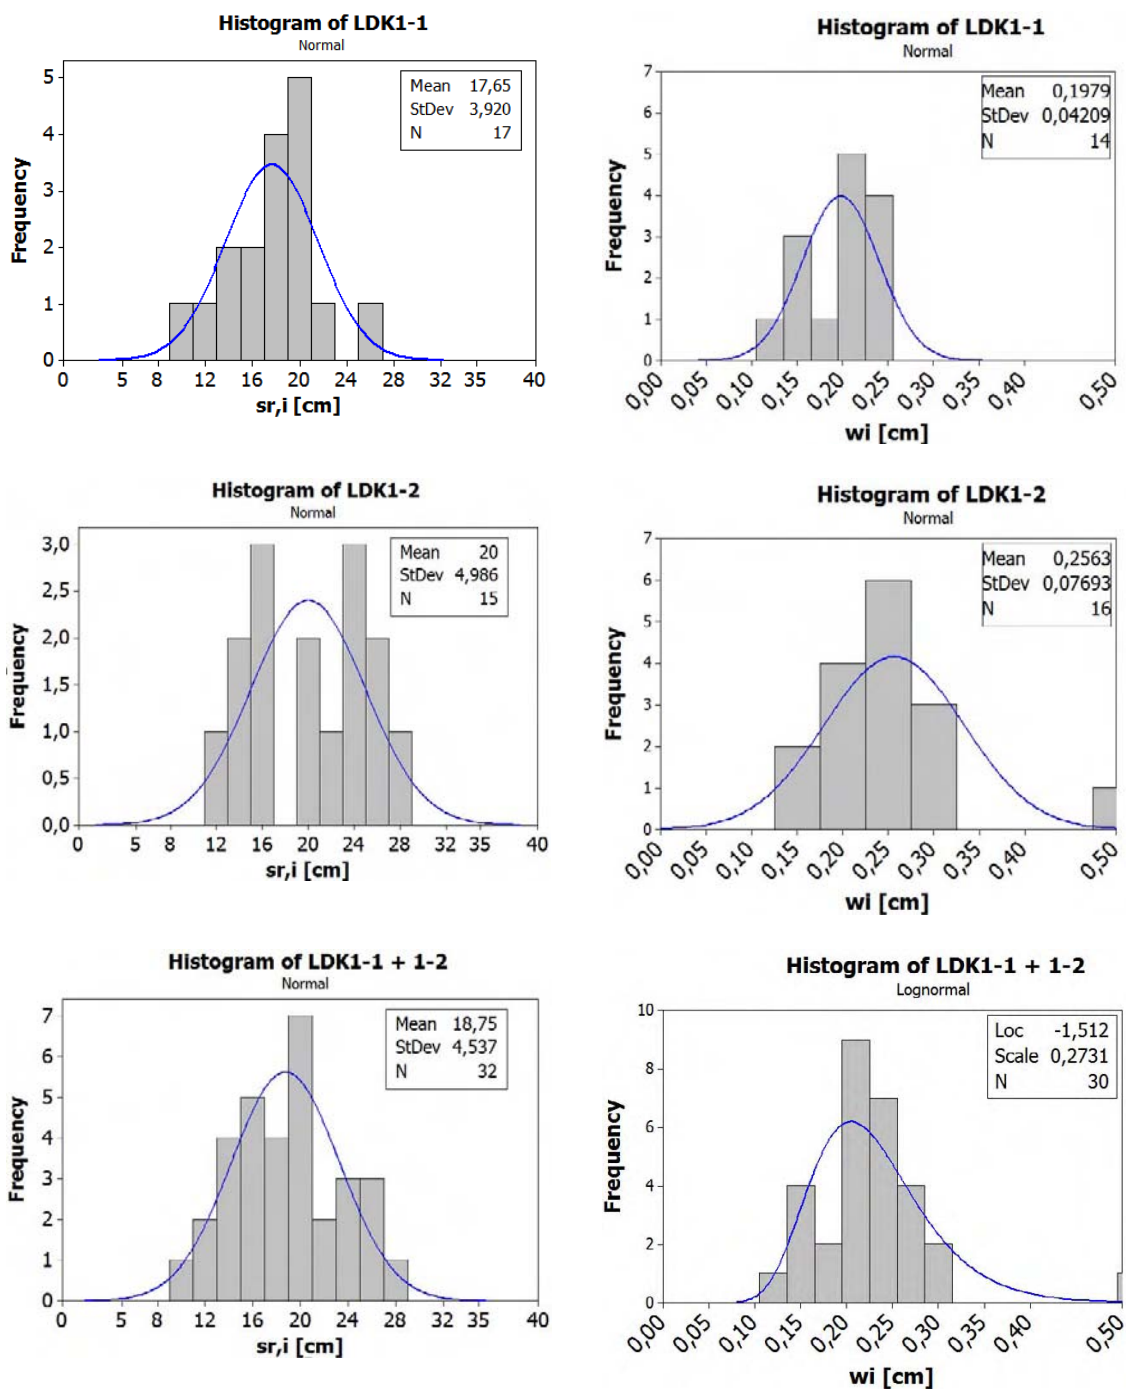 Histogram of LDK1-1
Normal
Mean 17,65
StDev 3,920
N 17
Frequency
5
4
3
2
1
0
0 5 12 16 20 24 28 32 35 40
sr,i [cm]
Histogram of LDK1-1
Normal
Mean 0,1979
StDev 0,04209
N 14
Frequency
7
6
5
4
3
2
1
0
0,00 0,05 0,10 0,15 0,20 0,25 0,30 0,35 0,40 0,50
wi [cm]
Histogram of LDK1-2
Normal
Mean 20
StDev 4,986
N 15
Frequency
3,0
2,5
2,0
1,5
1,0
0,5
0,0
0 5 8 12 16 20 24 28 32 35 40
sr,i [cm]
Histogram of LDK1-2
Normal
Mean 0,2563
StDev 0,07693
N 16
Frequency
7
6
5
4
3
2
1
0
0,00 0,05 0,10 0,15 0,20 0,25 0,30 0,35 0,40 0,50
wi [cm]
Histogram of LDK1-1 + 1-2
Normal
Mean 18,75
StDev 4,537
N 32
Frequency
7
6
5
4
3
2
1
0
0 5 8 12 16 20 24 28 32 35 40
sr,i [cm]
Histogram of LDK1-1 + 1-2
Lognormal
Loc -1,512
Scale 0,2731
N 30
Frequency
10
8
6
4
2
0
0,00 0,05 0,10 0,15 0,20 0,25 0,30 0,35 0,40 0,50
wi [cm]